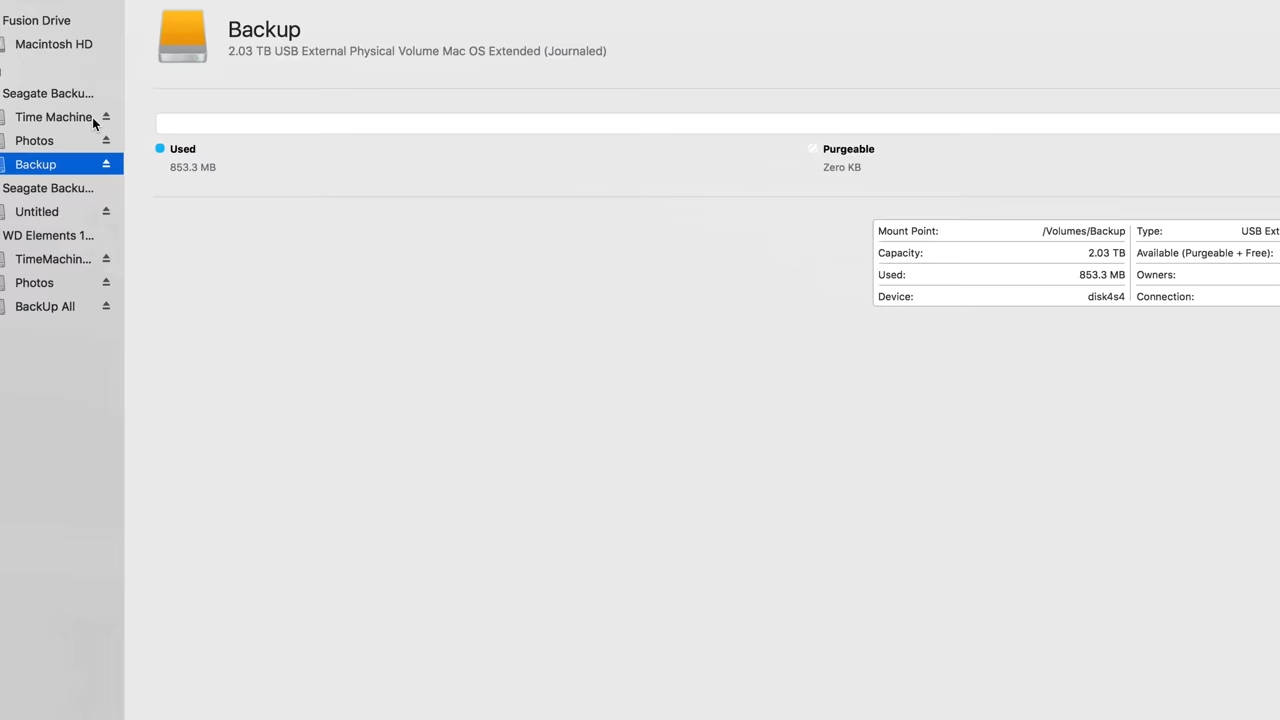 Fusion Drive
Macintosh HD
Seagate Backu...
Time Machine
Photos
Backup
Seagate Backu...
Untitled
WD Elements 1...
TimeMachin...
Photos
BackUp All
Backup
2.03 TB USB External Physical Volume Mac OS Extended (Journaled)
Used
853.3 MB
Purgeable
Zero KB
Mount Point: /Volumes/Backup
Capacity: 2.03 TB
Used: 853.3 MB
Device: disk4s4
Type: USB Ext
Available (Purgeable + Free):
Owners:
Connection: